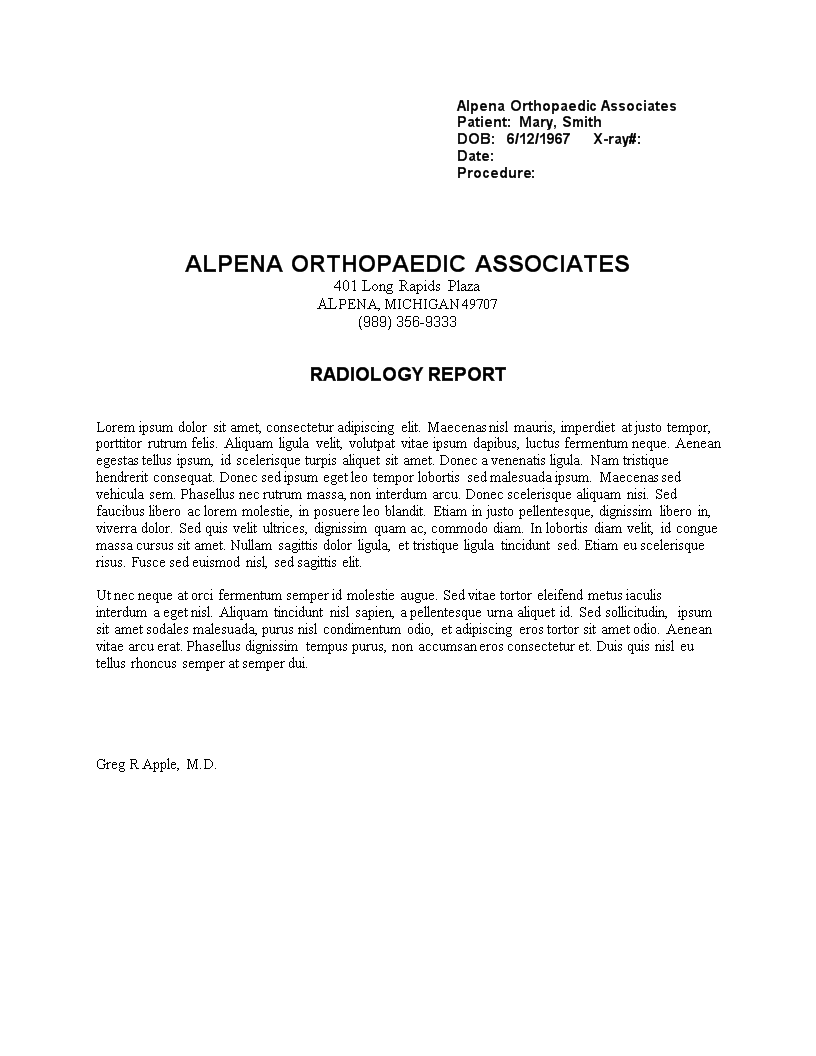 Alpena Orthopaedic Associates
Patient: Mary, Smith
DOB: 6/12/1967 X-ray#:
Date:
Procedure:
ALPENA ORTHOPAEDIC ASSOCIATES
401 Long Rapids Plaza
ALPENA, MICHIGAN 49707
(989) 356-9333
RADIOLOGY REPORT
Lorem ipsum dolor sit amet, consectetur adipiscing elit. Maecenas nisl mauris, imperdiet at justo tempor,
porttitor rutrum felis. Aliquam ligula velit, volutpat vitae ipsum dapibus, luctus fermentum neque. Aenean
egestas tellus ipsum, id scelerisque turpis aliquet sit amet. Donec a venenatis ligula. Nam tristique
hendrerit consequat. Donec sed ipsum eget leo tempor lobortis sed malesuada ipsum. Maecenas sed
vehicula sem. Phasellus nec rutrum massa, non interdum arcu. Donec scelerisque aliquam nisi. Sed
faucibus libero ac lorem molestie, in posuere leo blandit. Etiam in justo pellentesque, dignissim libero in,
viverra dolor. Sed quis velit ultrices, dignissim quam ac, commodo diam. In lobortis diam velit, id congue
massa cursus sit amet. Nullam sagittis dolor ligula, et tristique ligula tincidunt sed. Etiam eu scelerisque
risus. Fusce sed euismod nisl, sed sagittis elit.
Ut nec neque at orci fermentum semper id molestie augue. Sed vitae tortor eleifend metus iaculis
interdum a eget nisl. Aliquam tincidunt nisl sapien, a pellentesque urna aliquet id. Sed sollicitudin, ipsum
sit amet sodales malesuada, purus nisl condimentum odio, et adipiscing eros tortor sit amet odio. Aenean
vitae arcu erat. Phasellus dignissim tempus purus, non accumsan eros consectetur et. Duis quis nisl eu
tellus rhoncus semper at semper dui.
Greg R Apple, M.D.